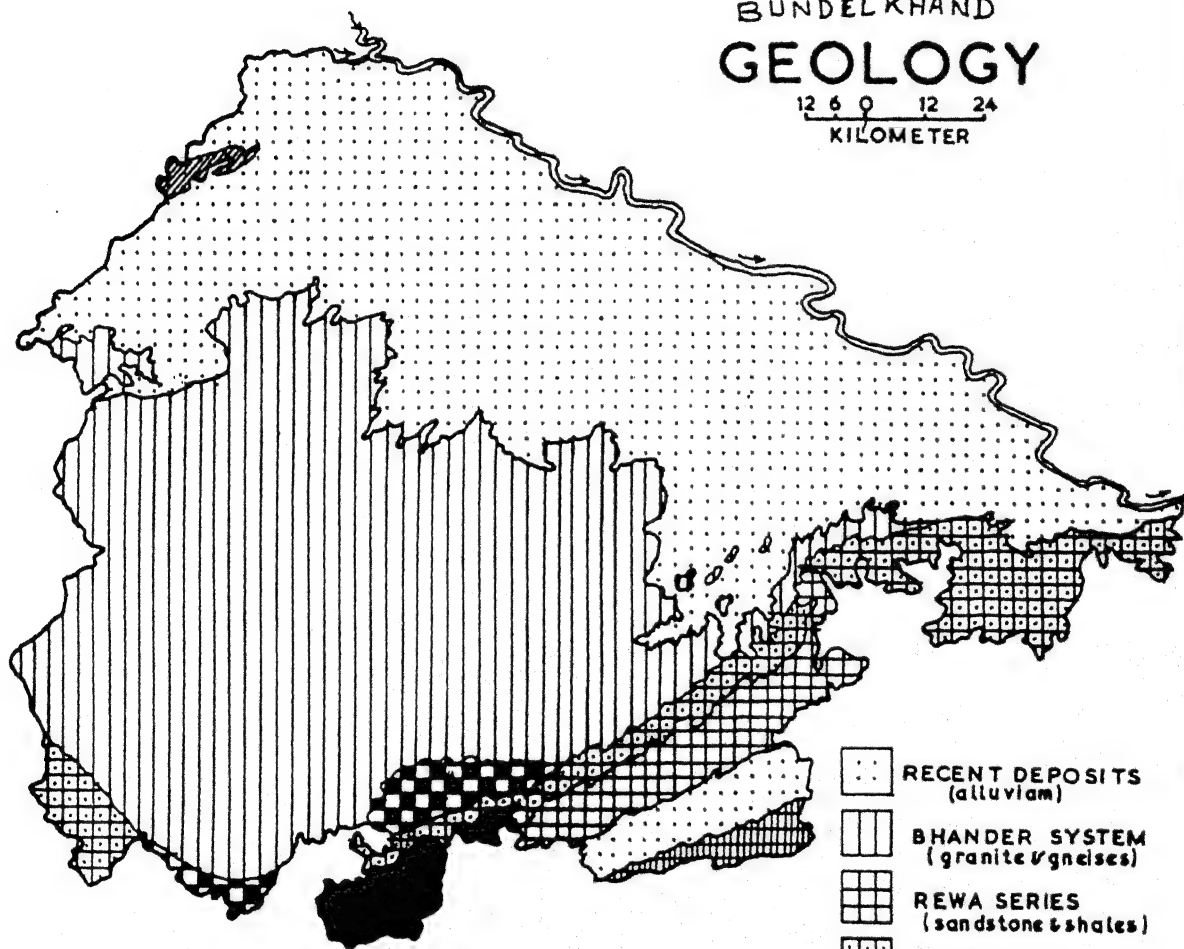 BUNDELKHAND
GEOLOGY
12 6 0 12 24
KILOMETER
RECENT DEPOSITS
(alluviam)
BHANDER SYSTEM
(granite & gneises)
REWA SERIES
(sandstone & shales)